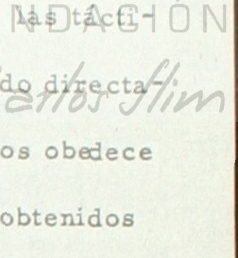 NDACIÓN
las tácti-
do directa-
arlos Slim
os obedece
obtenidos